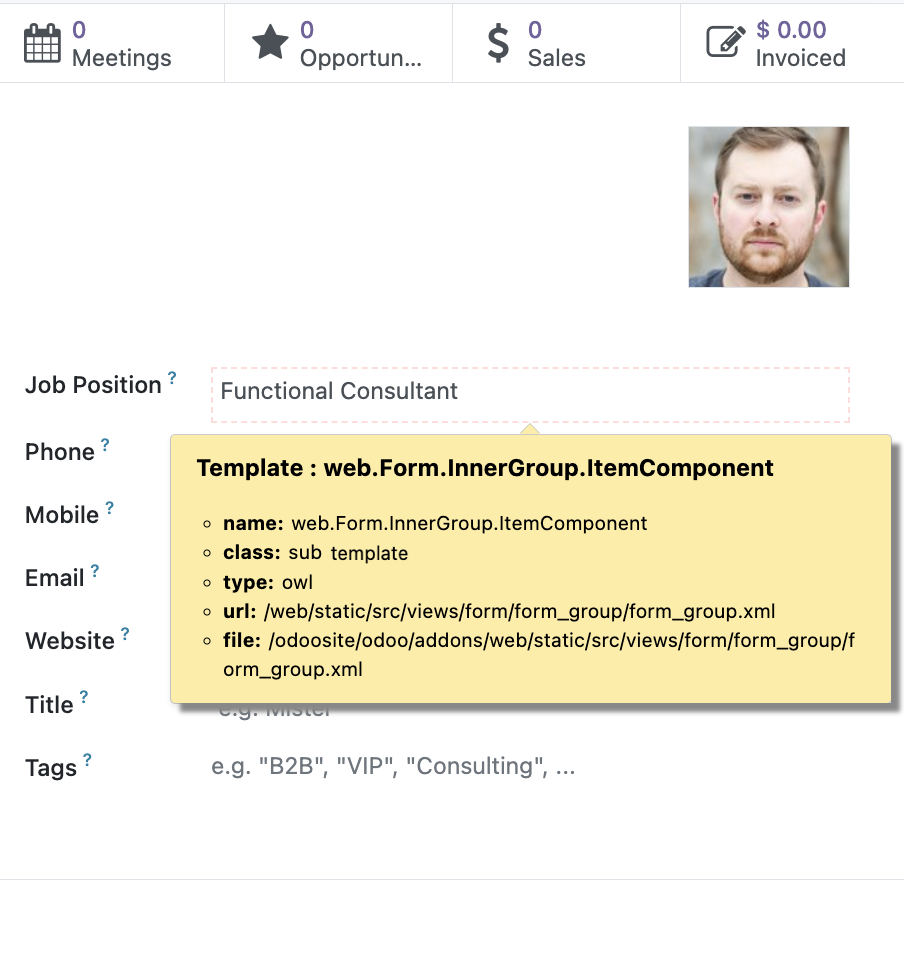 0
Meetings
0
Opportun...
0
Sales
$ 0.00
Invoiced
Job Position ?
Functional Consultant
Phone ?
Template : web.Form.InnerGroup.ItemComponent
name: web.Form.InnerGroup.ItemComponent
Mobile ?
class: sub template
Email ?
type: owl
url: /web/static/src/views/form/form_group/form_group.xml
Website ?
file: /odoosite/odoo/addons/web/static/src/views/form/form_group/f
orm_group.xml
Title ?
e.g. Mister
Tags ?
e.g. "B2B", "VIP", "Consulting", ...